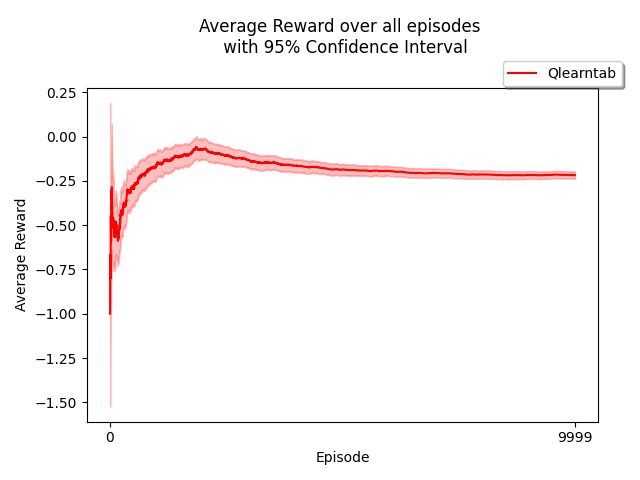 Average Reward over all episodes
with 95% Confidence Interval
Qlearntab
0.25
0.00
−0.25
−0.50
−0.75
−1.00
−1.25
−1.50
Average Reward
0
9999
Episode